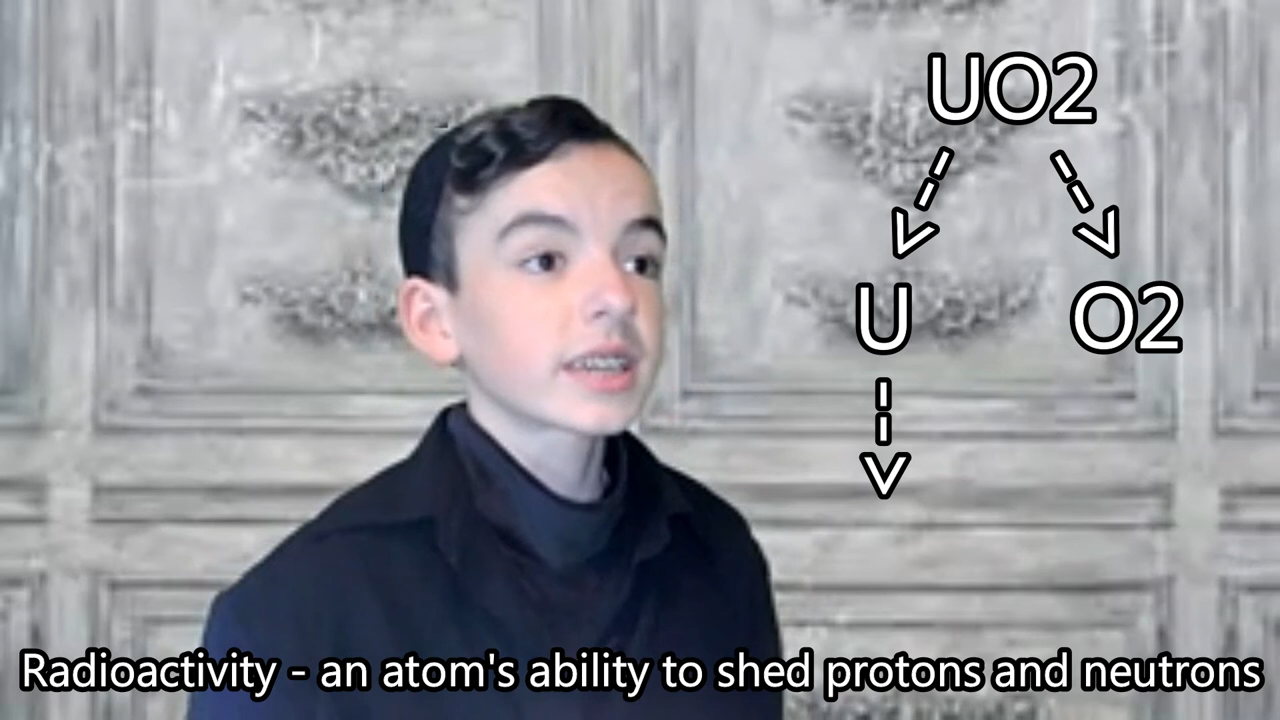 UO2
U O2
Radioactivity - an atom's ability to shed protons and neutrons